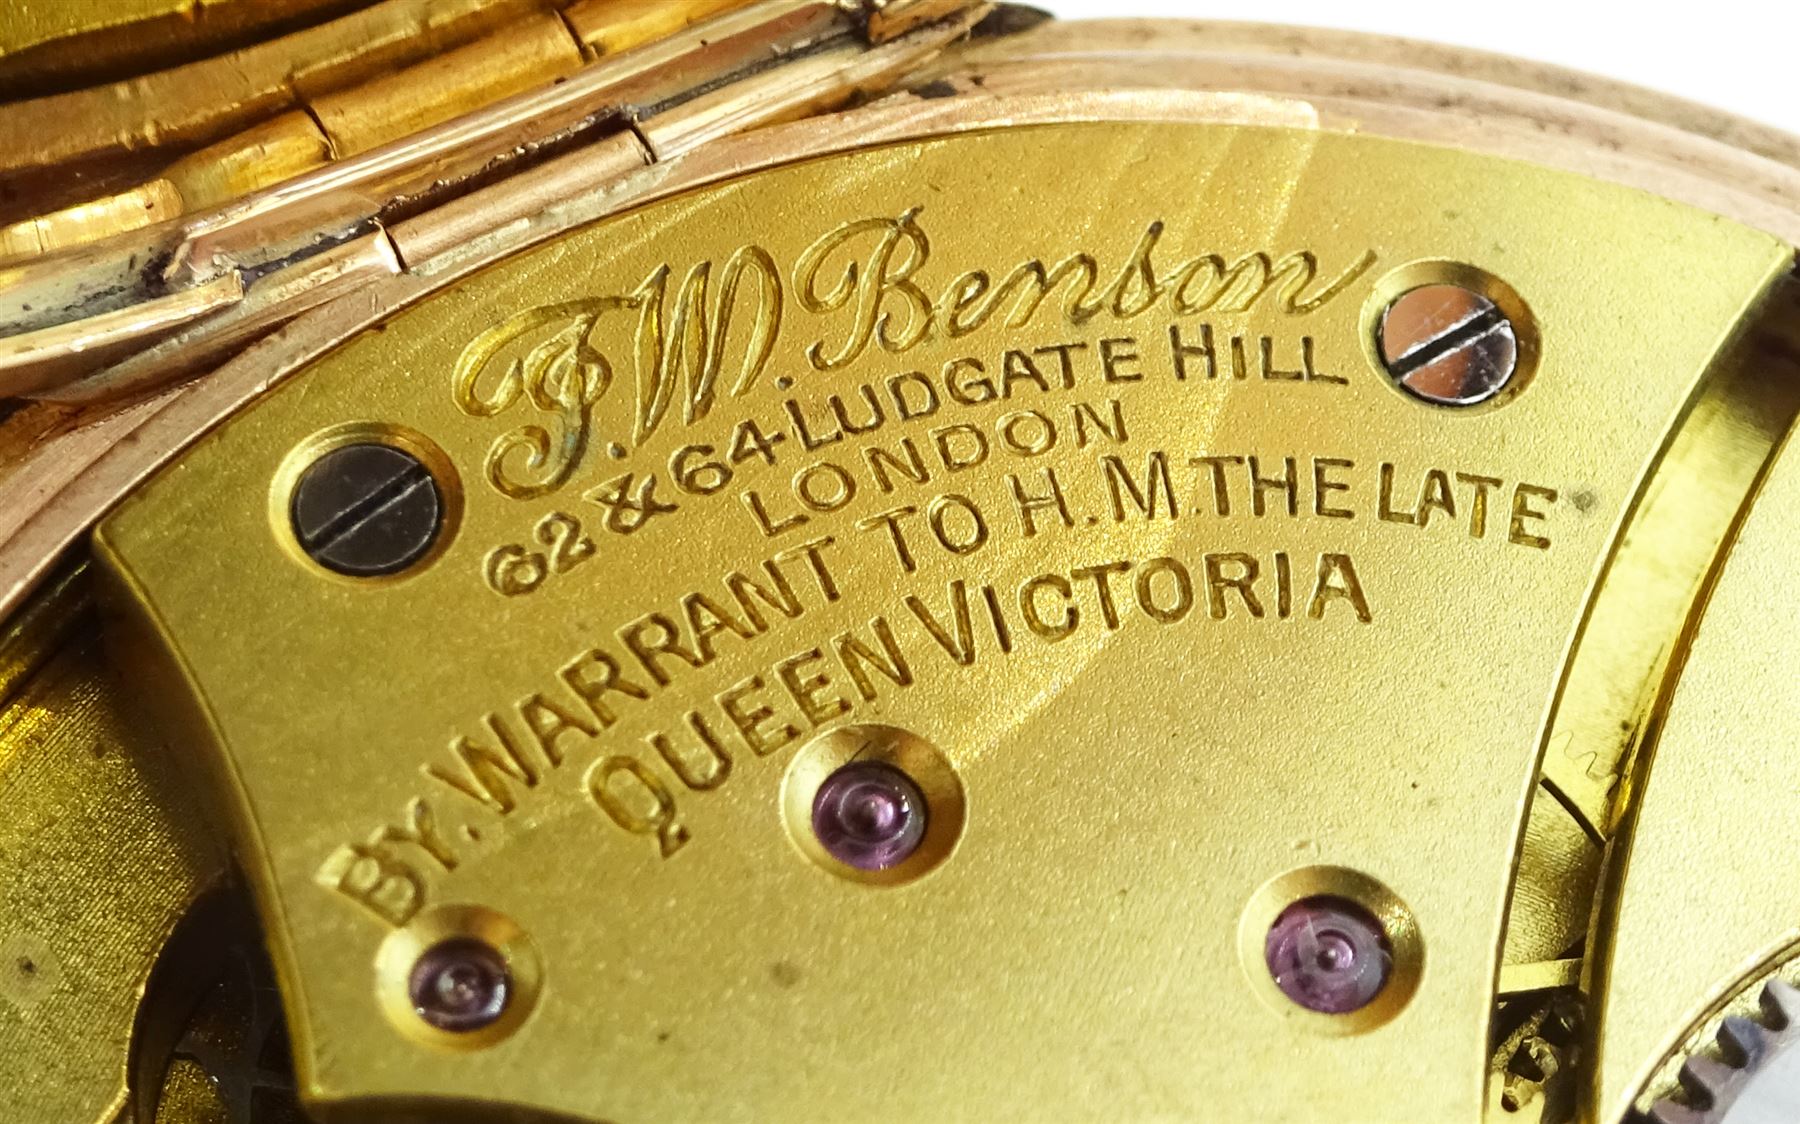 J.W. Benson
62 & 64 LUDGATE HILL
LONDON
BY. WARRANT TO H.M. THE LATE
QUEEN VICTORIA